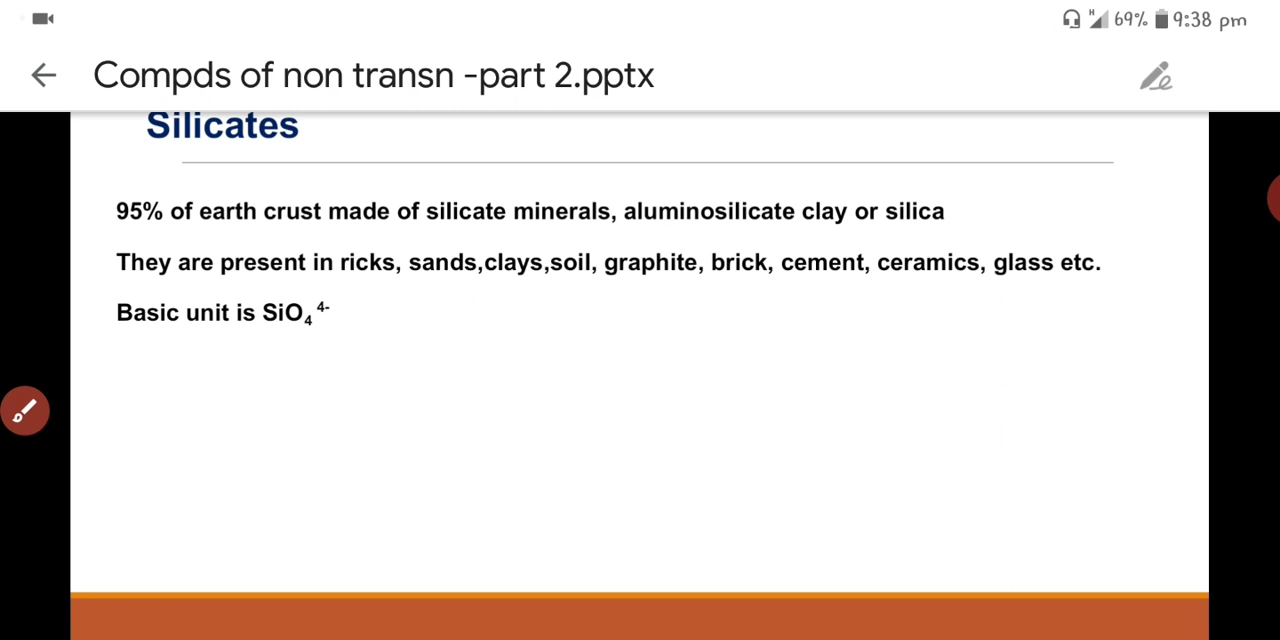 H 69% 9:38 pm
Compds of non transn -part 2.pptx
Silicates
95% of earth crust made of silicate minerals, aluminosilicate clay or silica
They are present in ricks, sands,clays,soil, graphite, brick, cement, ceramics, glass etc.
Basic unit is SiO₄ ⁴⁻